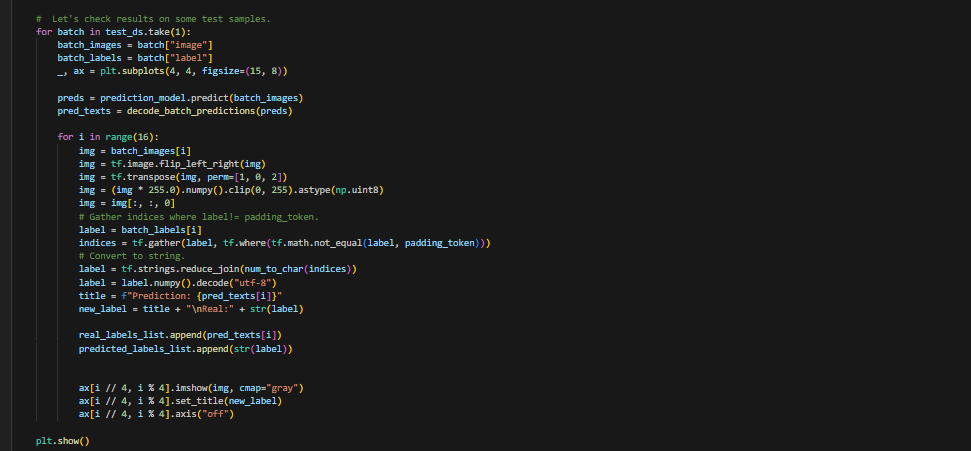 #  Let's check results on some test samples.
for batch in test_ds.take(1):
    batch_images = batch["image"]
    batch_labels = batch["label"]
    _, ax = plt.subplots(4, 4, figsize=(15, 8))

    preds = prediction_model.predict(batch_images)
    pred_texts = decode_batch_predictions(preds)

    for i in range(16):
        img = batch_images[i]
        img = tf.image.flip_left_right(img)
        img = tf.transpose(img, perm=[1, 0, 2])
        img = (img * 255.0).numpy().clip(0, 255).astype(np.uint8)
        img = img[:, :, 0]
        # Gather indices where label!= padding_token.
        label = batch_labels[i]
        indices = tf.gather(label, tf.where(tf.math.not_equal(label, padding_token)))
        # Convert to string.
        label = tf.strings.reduce_join(num_to_char(indices))
        label = label.numpy().decode("utf-8")
        title = f"Prediction: {pred_texts[i]}"
        new_label = title + "\nReal:" + str(label)

        real_labels_list.append(pred_texts[i])
        predicted_labels_list.append(str(label))


        ax[i // 4, i % 4].imshow(img, cmap="gray")
        ax[i // 4, i % 4].set_title(new_label)
        ax[i // 4, i % 4].axis("off")

plt.show()